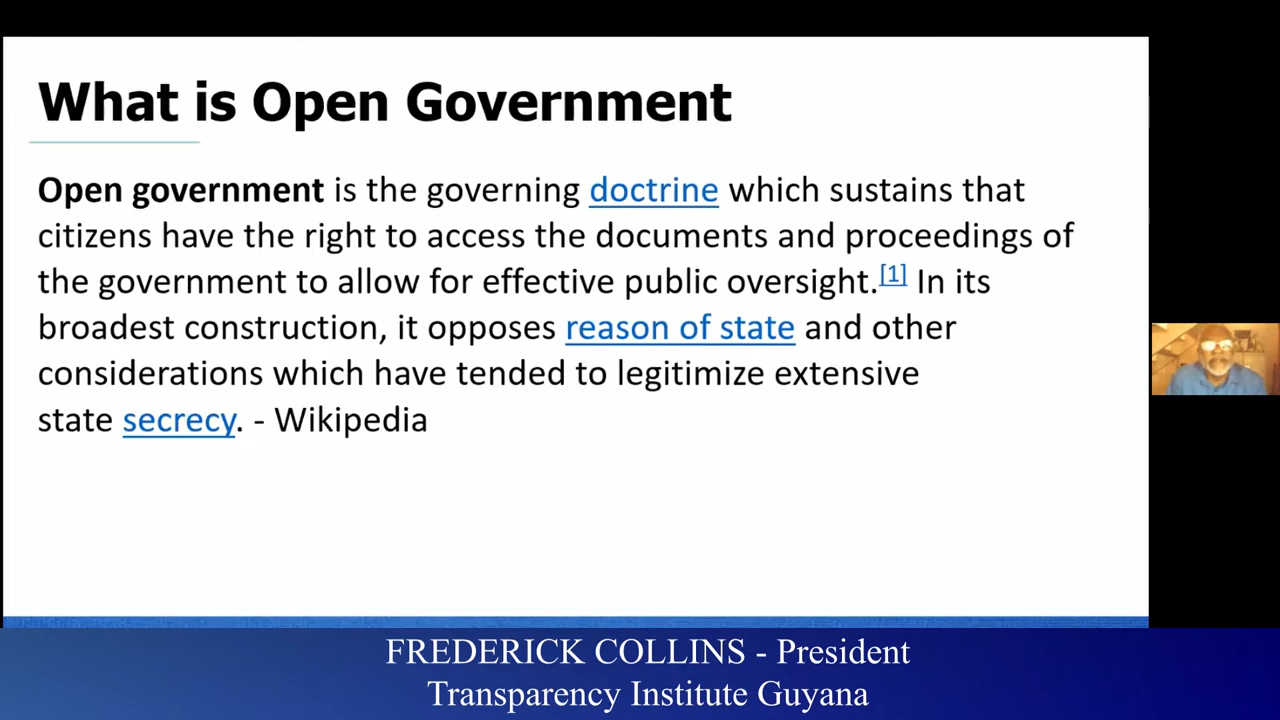 What is Open Government
Open government is the governing doctrine which sustains that
citizens have the right to access the documents and proceedings of
the government to allow for effective public oversight.[1] In its
broadest construction, it opposes reason of state and other
considerations which have tended to legitimize extensive
state secrecy. - Wikipedia
FREDERICK COLLINS - President
Transparency Institute Guyana